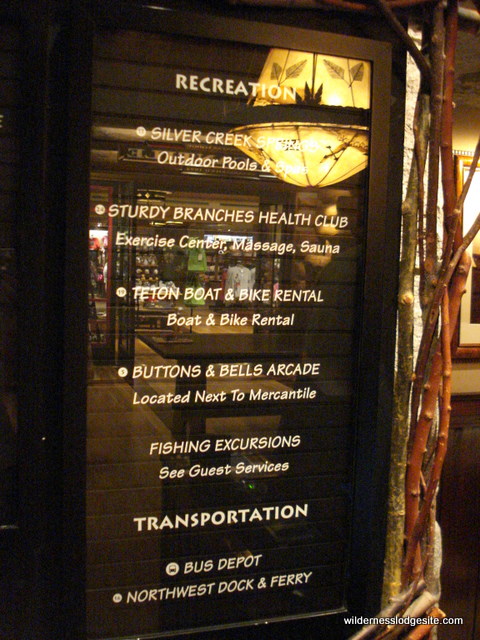 RECREATION
SILVER CREEK SPRINGS
Outdoor Pools & Spas
STURDY BRANCHES HEALTH CLUB
Exercise Center, Massage, Sauna
TETON BOAT & BIKE RENTAL
Boat & Bike Rental
BUTTONS & BELLS ARCADE
Located Next To Mercantile
FISHING EXCURSIONS
See Guest Services
TRANSPORTATION
BUS DEPOT
NORTHWEST DOCK & FERRY
wildernesslodgesite.com